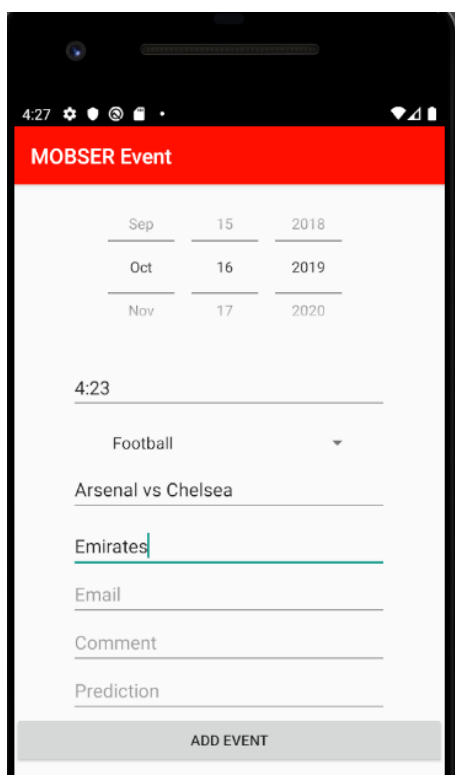 4:27
MOBSER Event
Sep 15 2018
Oct 16 2019
Nov 17 2020
4:23
Football
Arsenal vs Chelsea
Emirates
Email
Comment
Prediction
ADD EVENT